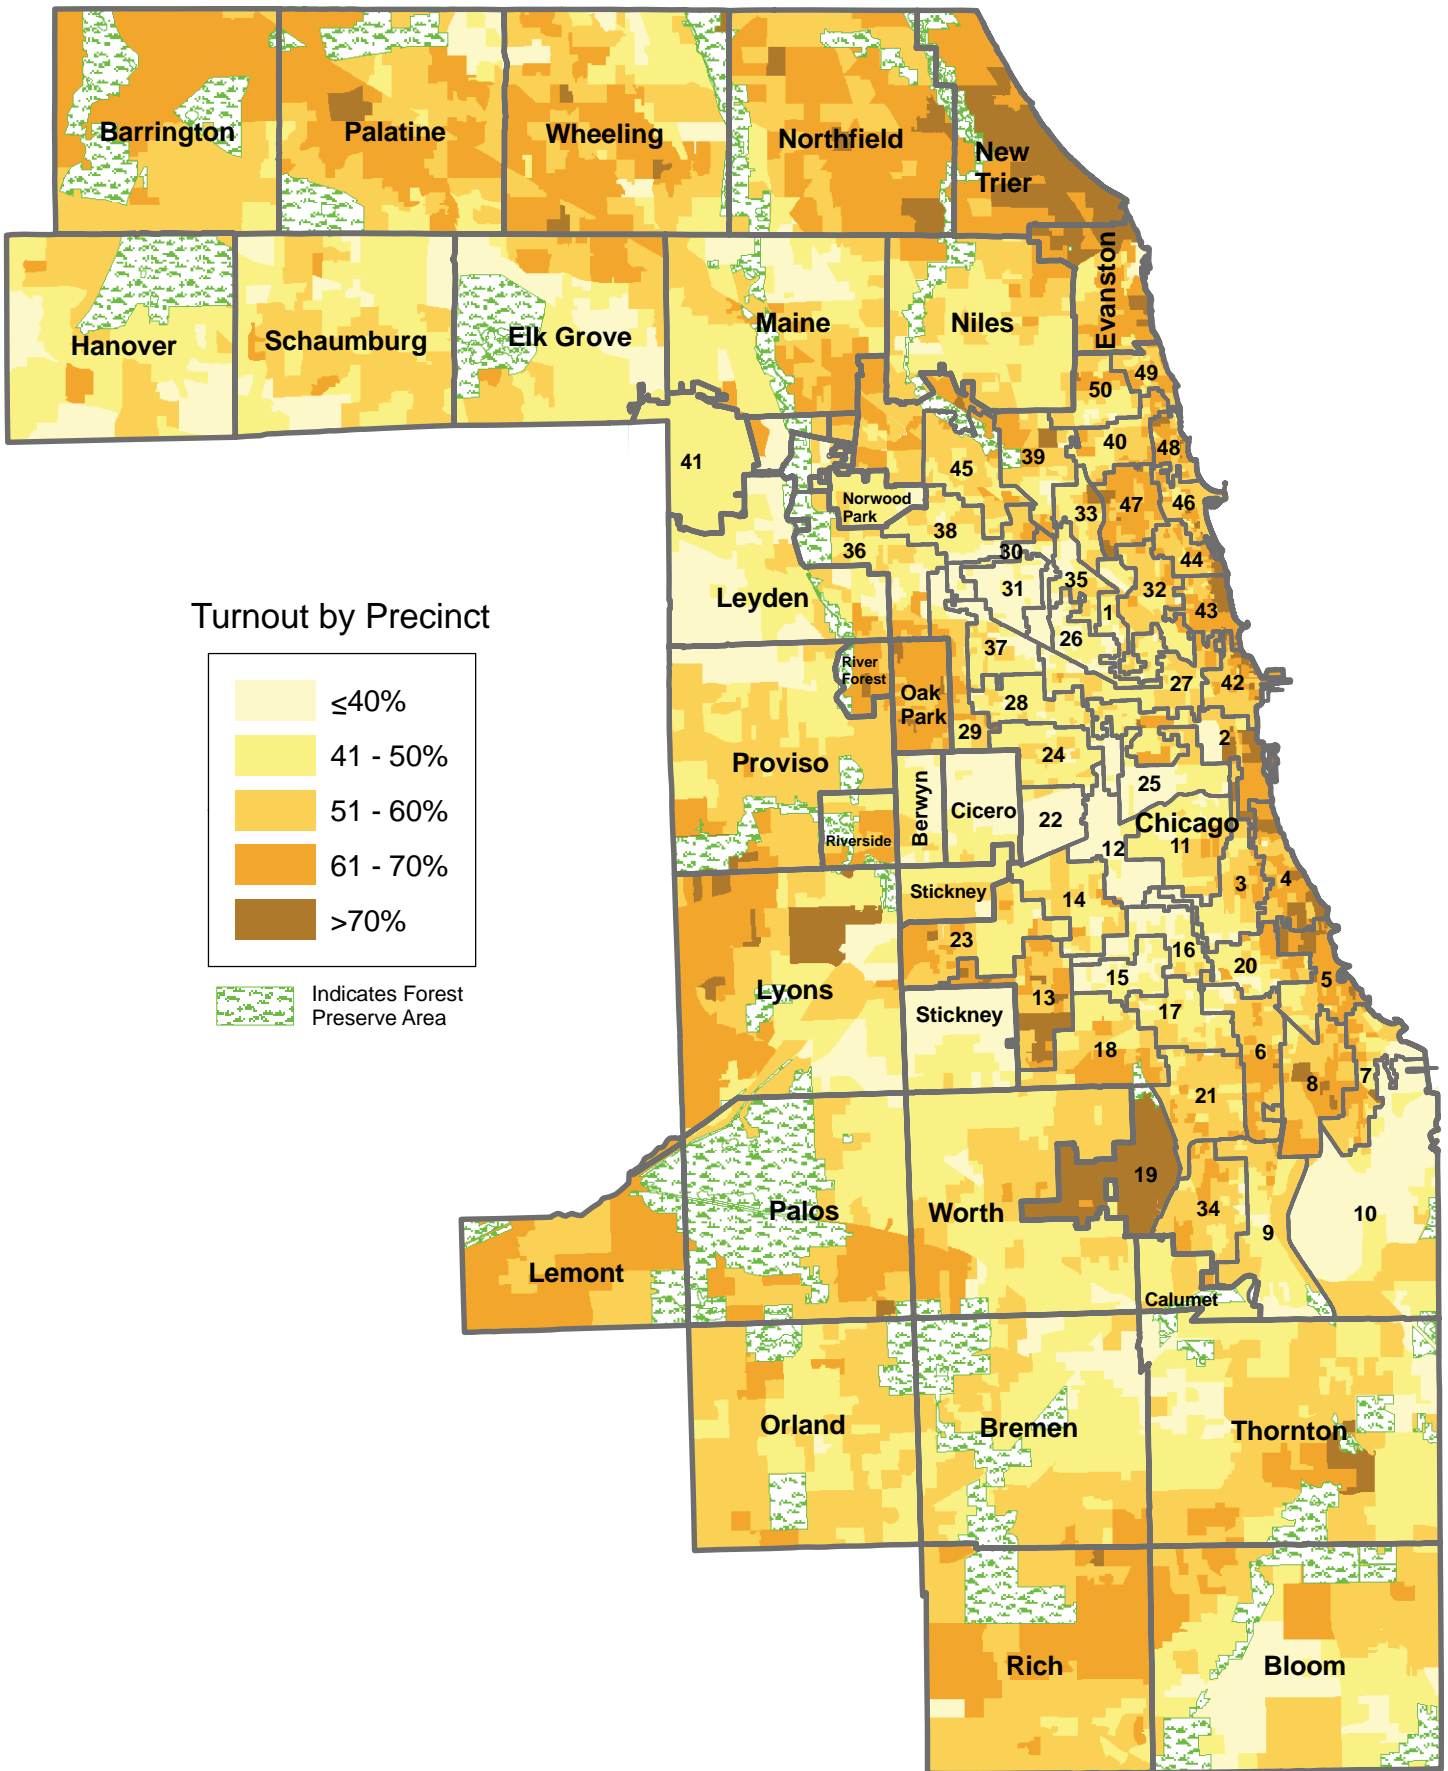 Barrington
Palatine
Wheeling
Northfield
New
Trier
Hanover
Schaumburg
Elk Grove
Maine
Niles
Evanston
49
50
41
45
39
40
48
Norwood
Park
38
33
47
46
36
30
44
Leyden
31
35
32
1
43
26
37
River
Forest
Oak
Park
28
27
42
29
2
Proviso
24
25
Berwyn
Cicero
22
Chicago
Riverside
12
11
Stickney
14
3
4
23
16
20
15
5
Lyons
13
17
Stickney
18
6
8
7
21
19
Palos
Worth
34
9
10
Lemont
Calumet
Orland
Bremen
Thornton
Rich
Bloom
Turnout by Precinct
≤40%
41 - 50%
51 - 60%
61 - 70%
>70%
Indicates Forest
Preserve Area